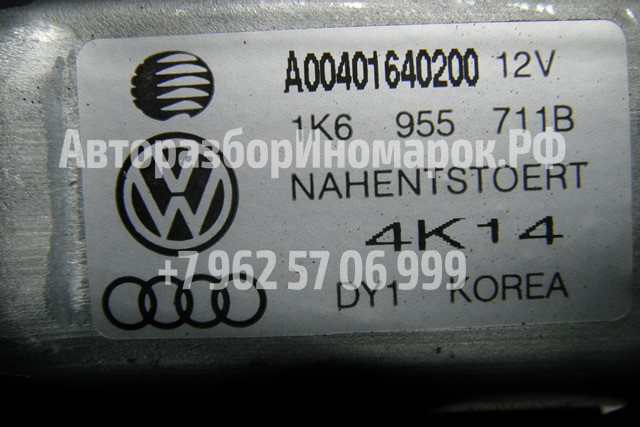 A00401640200 12V
1K6 955 711B
АвторазборИномарок.РФ
NAHENTSTOERT
4K14
+7 962 57 06 999
DY1 KOREA